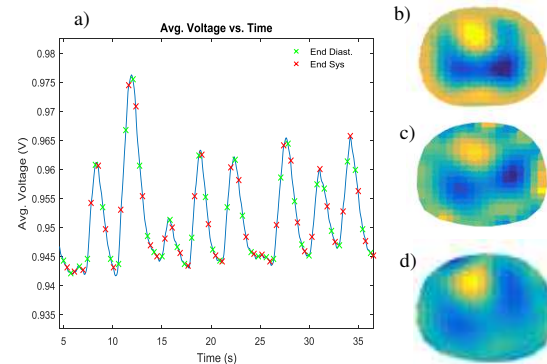 a)
Avg. Voltage vs. Time
End Diast.
End Sys
Avg. Voltage (V)
0.98
0.975
0.97
0.965
0.96
0.955
0.95
0.945
0.94
0.935
5 10 15 20 25 30 35
Time (s)
b)
c)
d)